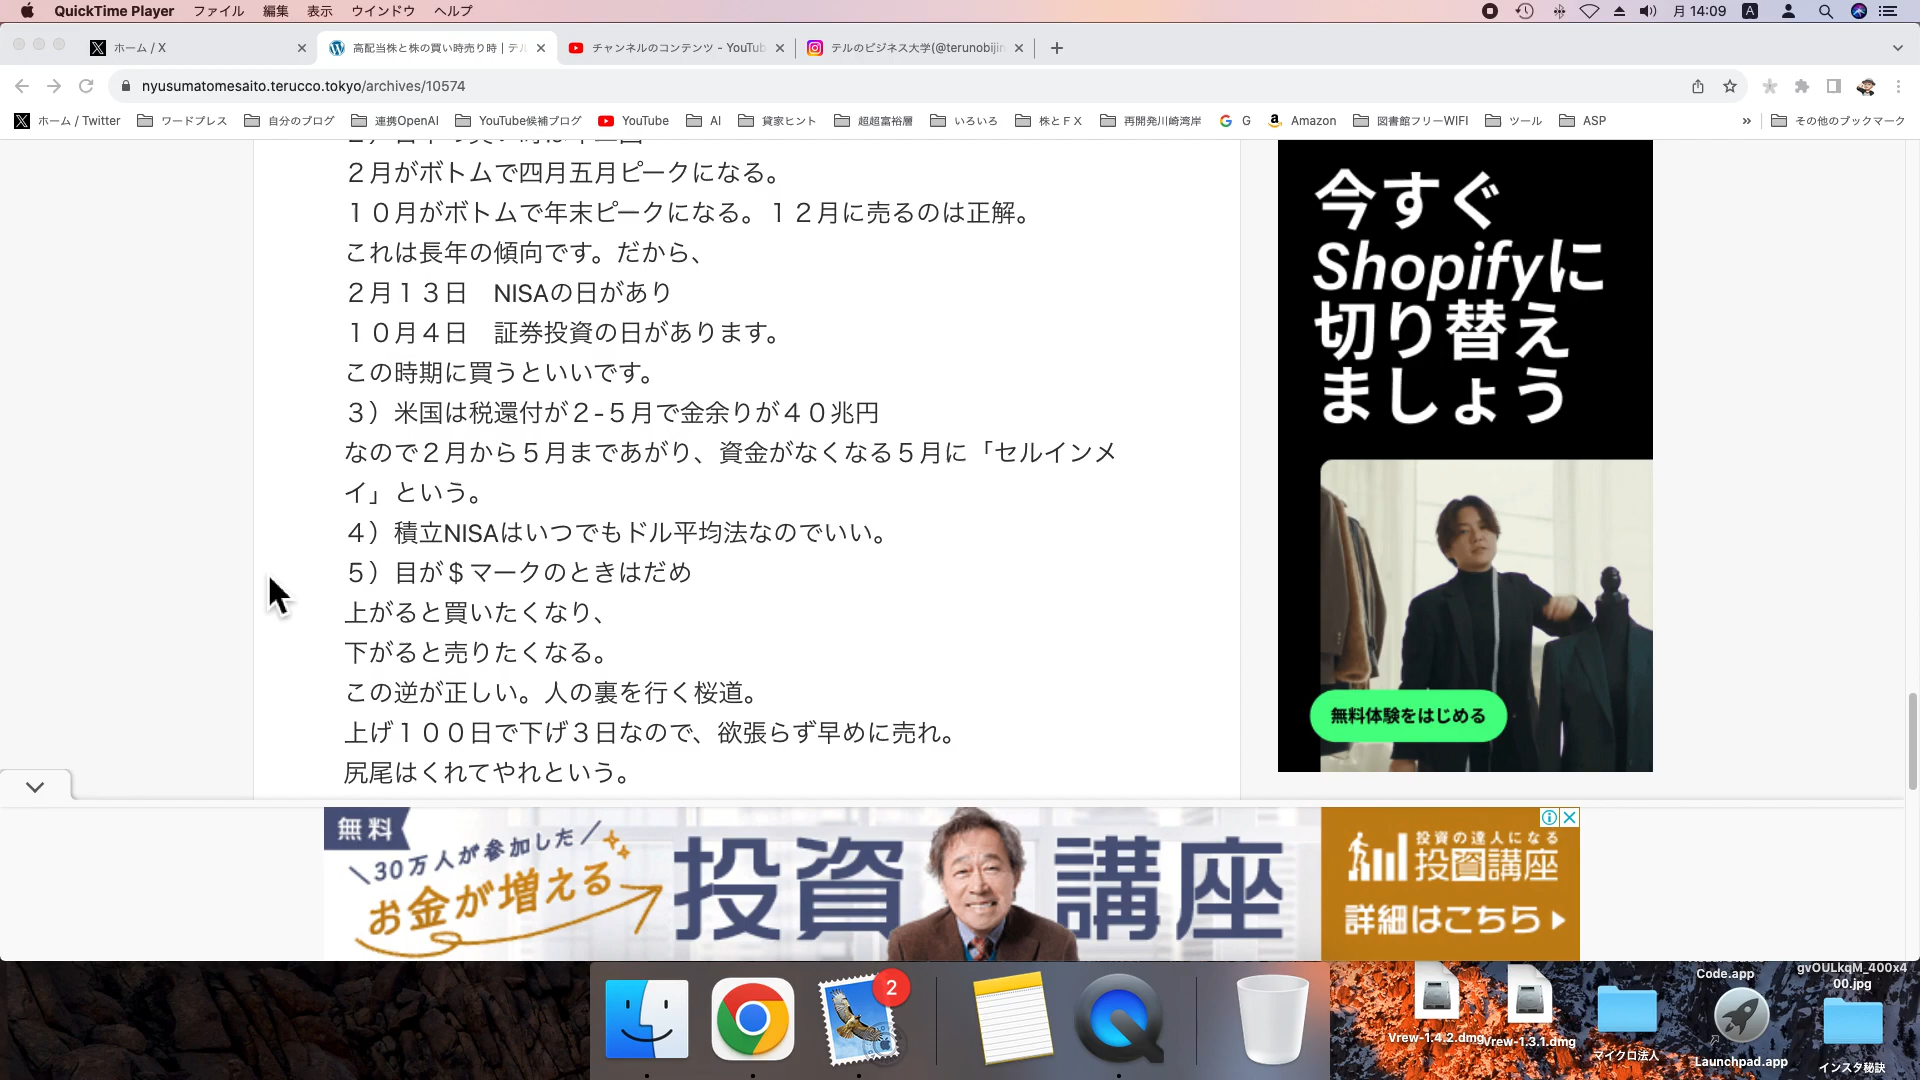 QuickTime Player ファイル 編集 表示 ウインドウ ヘルプ 月 14:09 A
ホーム / X 高配当株と株の買い時売り時 | テル チャンネルのコンテンツ - YouTub テルのビジネス大学(@terunobijin
nyusumatomesaito.terucco.tokyo/archives/10574
ホーム / Twitter ワードプレス 自分のブログ 連携OpenAI YouTube候補ブログ YouTube AI 貸家ヒント 超超富裕層 いろいろ 株とＦＸ 再開発川崎湾岸 G Amazon 図書館フリーWIFI ツール ASP » その他のブックマーク
２月がボトムで四月五月ピークになる。
１０月がボトムで年末ピークになる。１２月に売るのは正解。
これは長年の傾向です。だから、
２月１３日　NISAの日があり
１０月４日　証券投資の日があります。
この時期に買うといいです。
３）米国は税還付が２-５月で金余りが４０兆円
なので２月から５月まであがり、資金がなくなる５月に「セルインメ
イ」という。
４）積立NISAはいつでもドル平均法なのでいい。
５）目が＄マークのときはだめ
上がると買いたくなり、
下がると売りたくなる。
この逆が正しい。人の裏を行く桜道。
上げ１００日で下げ３日なので、欲張らず早めに売れ。
尻尾はくれてやれという。
今すぐ
Shopifyに
切り替え
ましょう
無料体験をはじめる
無料
30万人が参加した
お金が増える
投資講座
投資の達人になる
投資講座
詳細はこちら
2
Vrew-1.4.2.dmg
Vrew-1.3.1.dmg
マイクロ法人
Code.app
Launchpad.app
gvOULkqM_400x4
00.jpg
インスタ秘訣